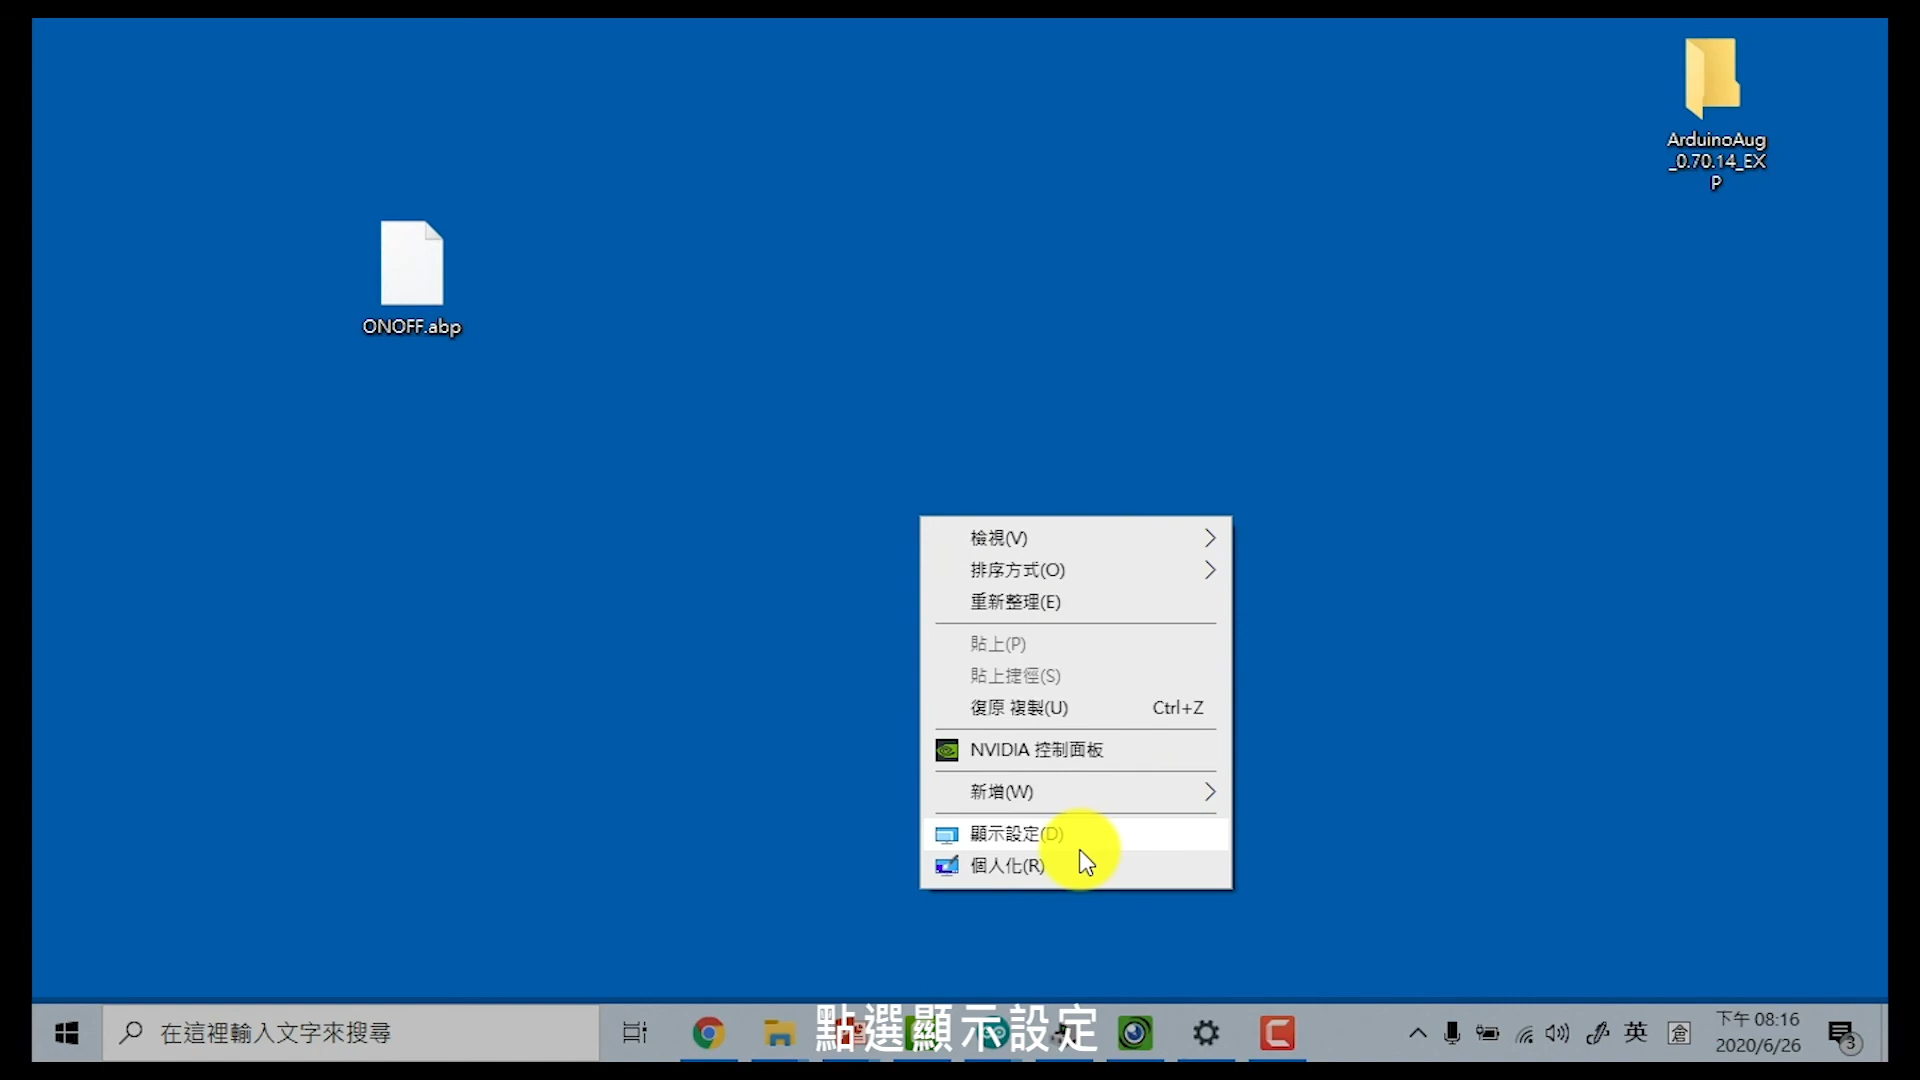 ArduinoAug
_0.70.14_EX
P
ONOFF.abp
檢視(V)
排序方式(O)
重新整理(E)
貼上(P)
貼上捷徑(S)
復原 複製(U) Ctrl+Z
NVIDIA 控制面板
新增(W)
顯示設定(D)
個人化(R)
點選顯示設定
在這裡輸入文字來搜尋
英
倉
下午 08:16
2020/6/26
3